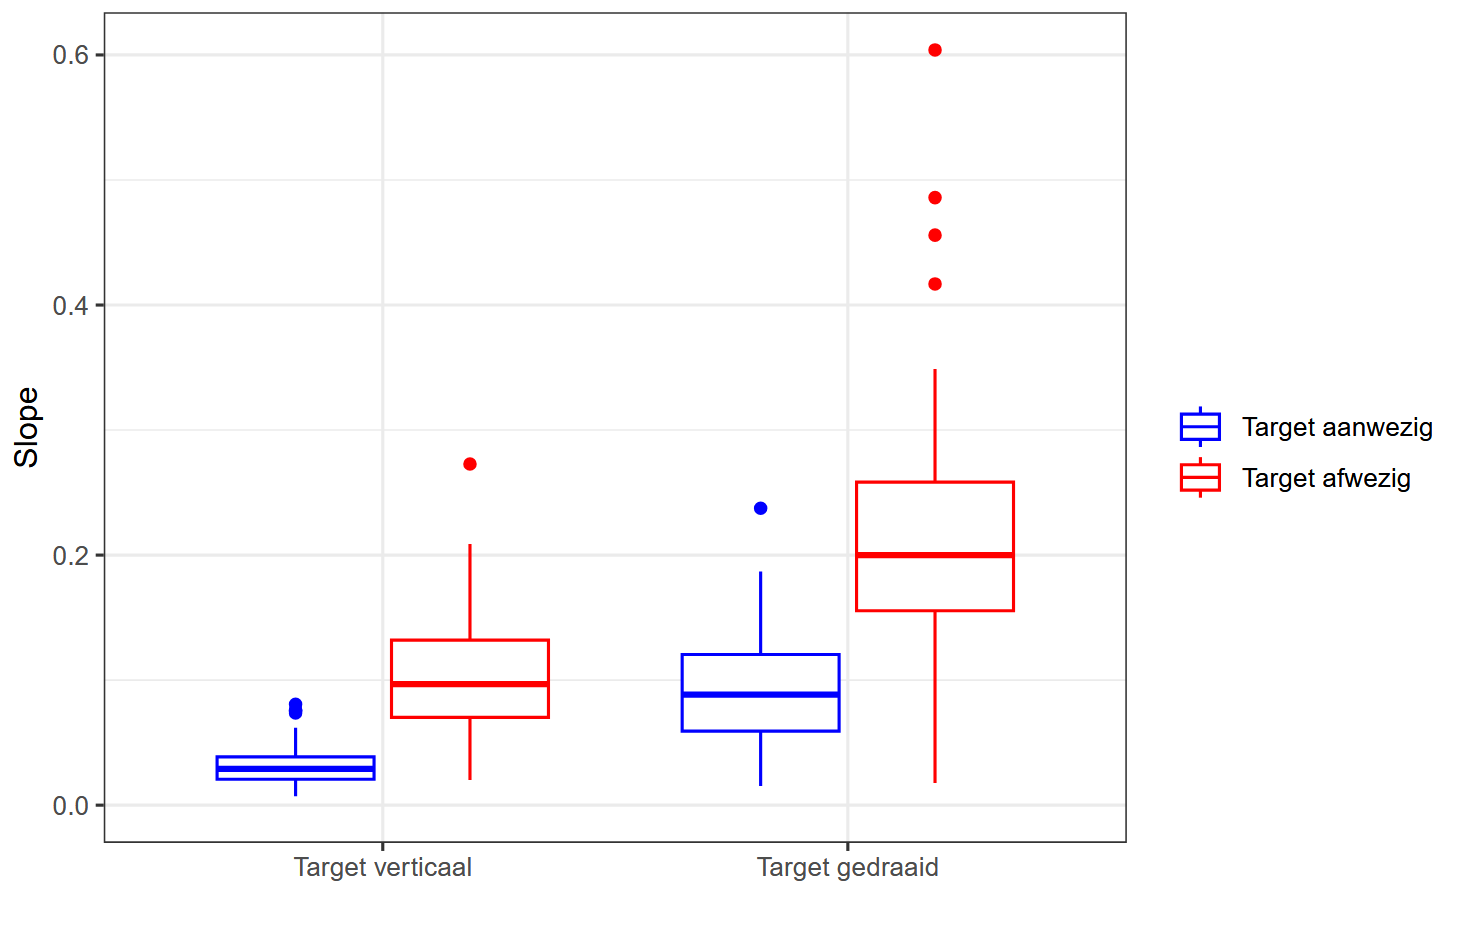 Slope
0.6
0.4
0.2
0.0
Target verticaal
Target gedraaid
Target aanwezig
Target afwezig